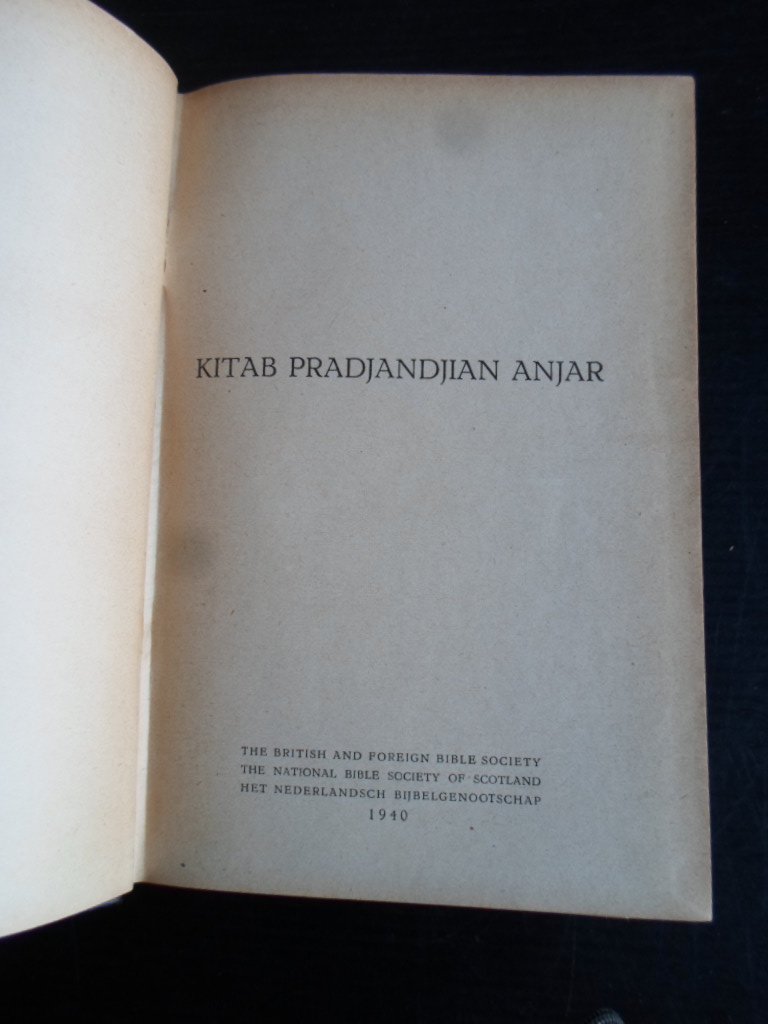 KITAB PRADJANDJIAN ANJAR
THE BRITISH AND FOREIGN BIBLE SOCIETY
THE NATIONAL BIBLE SOCIETY OF SCOTLAND
HET NEDERLANDSCH BIJBELGENOOTSCHAP
1940